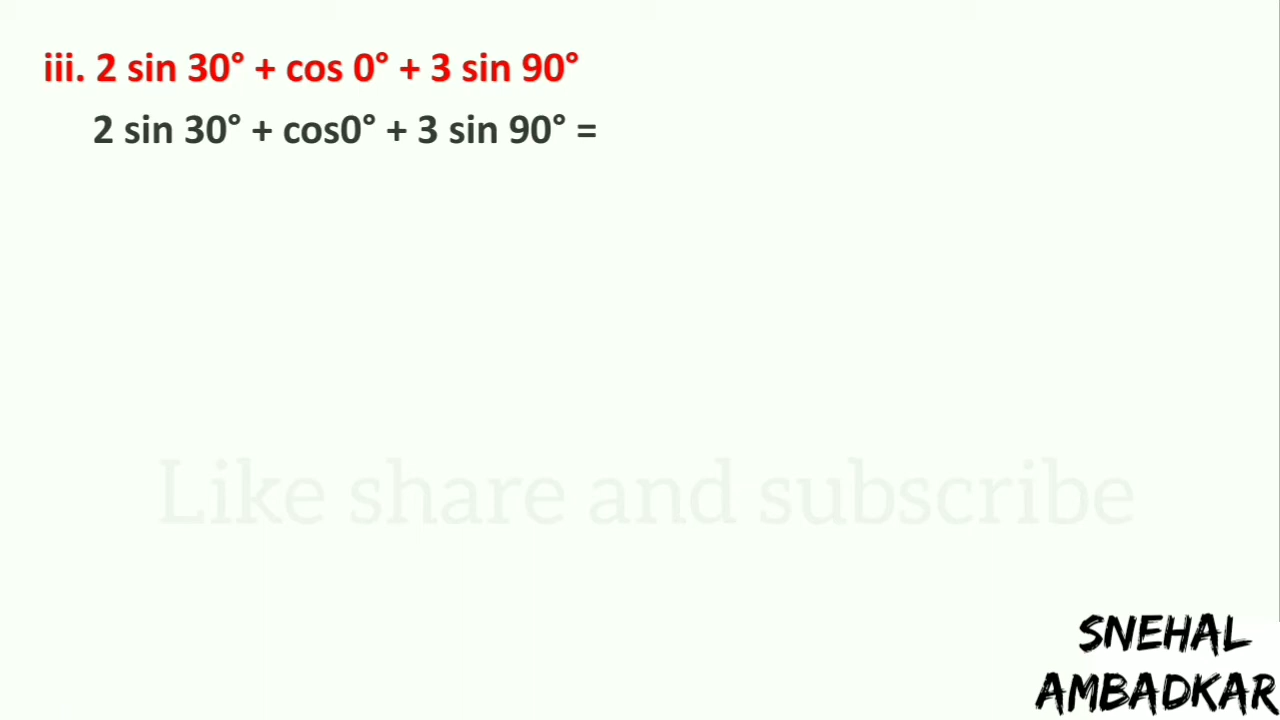 iii. 2 sin 30° + cos 0° + 3 sin 90°
2 sin 30° + cos0° + 3 sin 90° =
Like share and subscribe
SNEHAL
AMBADKAR